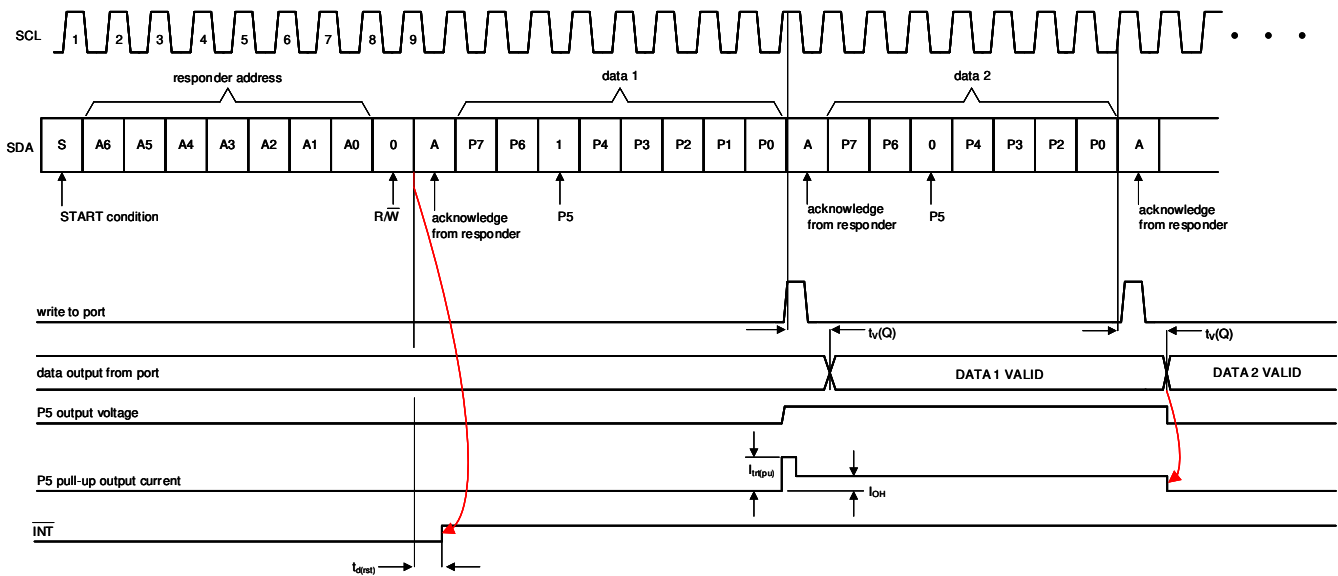 SCL 1 2 3 4 5 6 7 8 9
responder address data 1 data 2
SDA S A6 A5 A4 A3 A2 A1 A0 0 A P7 P6 1 P4 P3 P2 P1 P0 A P7 P6 0 P4 P3 P2 P0 A
START condition
R/W̅
acknowledge
from responder
P5
acknowledge
from responder
P5
acknowledge
from responder
write to port
tV(Q)
tV(Q)
data output from port DATA 1 VALID DATA 2 VALID
P5 output voltage
Itrt(pu)
P5 pull-up output current
IOH
I̅N̅T̅
td(rst)